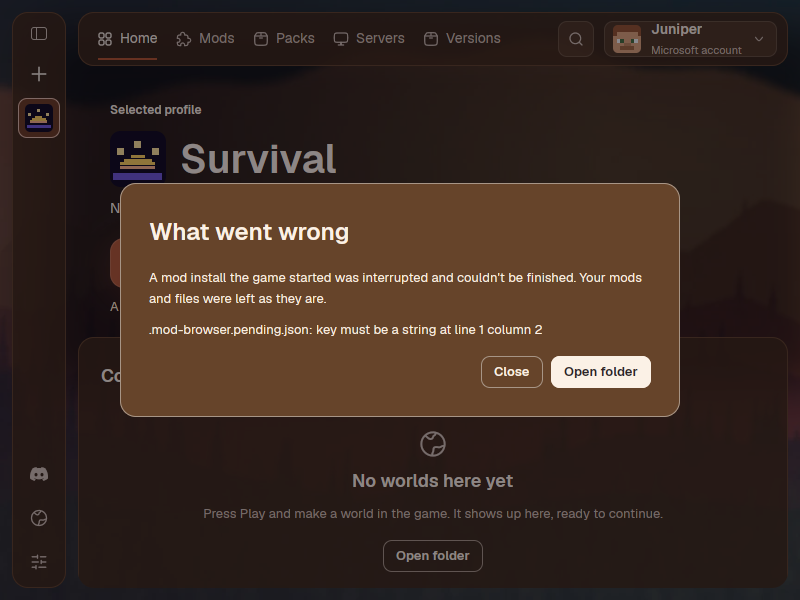 Home
Mods
Packs
Servers
Versions
Juniper
Microsoft account
Selected profile
Survival
N
What went wrong
A mod install the game started was interrupted and couldn't be finished. Your mods
and files were left as they are.
.mod-browser.pending.json: key must be a string at line 1 column 2
Close
Open folder
A
Co
No worlds here yet
Press Play and make a world in the game. It shows up here, ready to continue.
Open folder